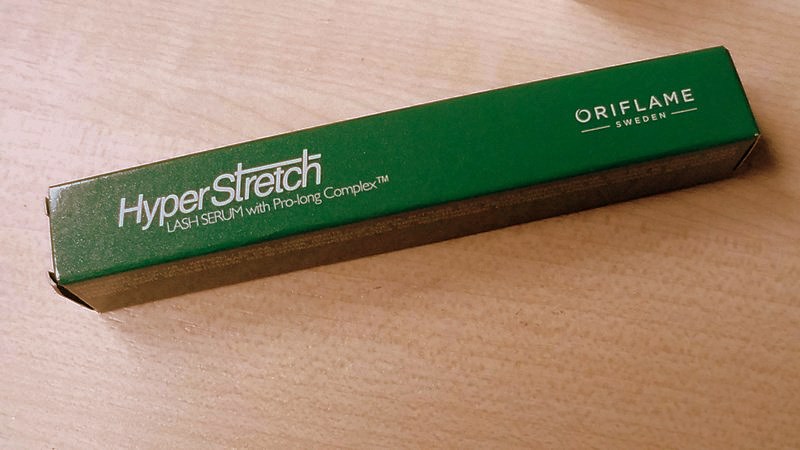 HyperStretch
LASH SERUM with Pro-long Complex™
ORIFLAME
SWEDEN